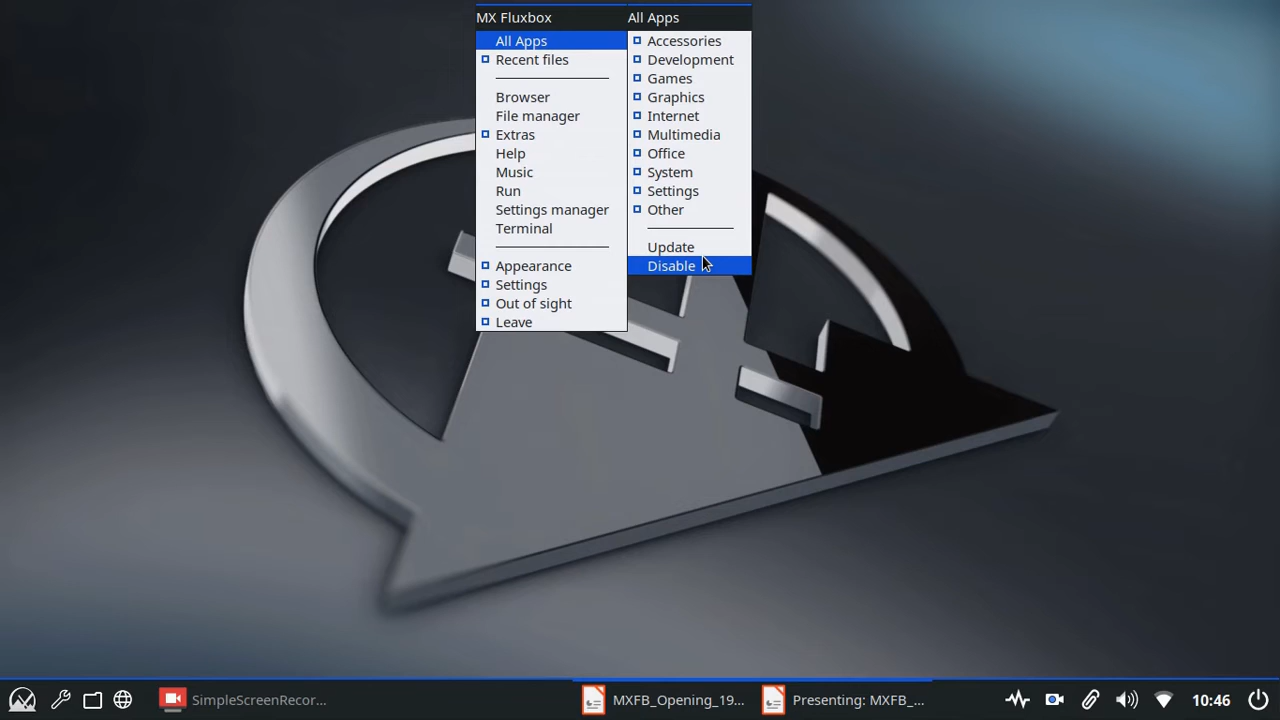 MX Fluxbox
All Apps
Recent files
Browser
File manager
Extras
Help
Music
Run
Settings manager
Terminal
Appearance
Settings
Out of sight
Leave
All Apps
Accessories
Development
Games
Graphics
Internet
Multimedia
Office
System
Settings
Other
Update
Disable
SimpleScreenRecor...
MXFB_Opening_19...
Presenting: MXFB_...
10:46